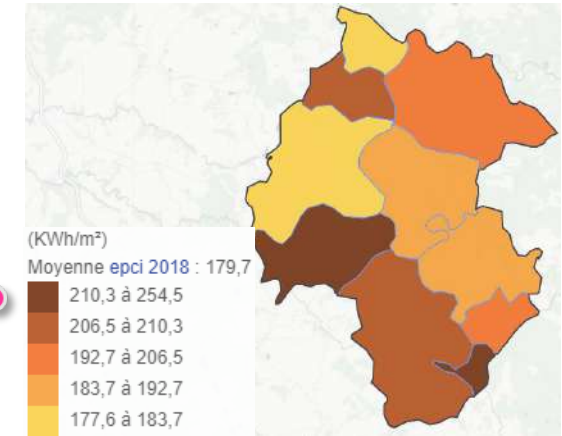 (KWh/m²)
Moyenne epci 2018 : 179,7
210,3 à 254,5
206,5 à 210,3
192,7 à 206,5
183,7 à 192,7
177,6 à 183,7